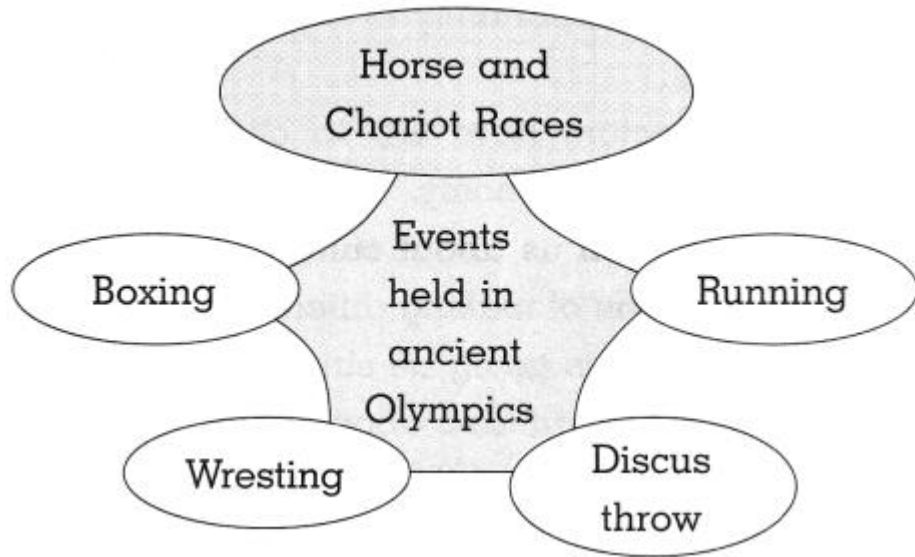 Horse and
Chariot Races
Events
held in
ancient
Olympics
Boxing
Running
Wresting
Discus
throw